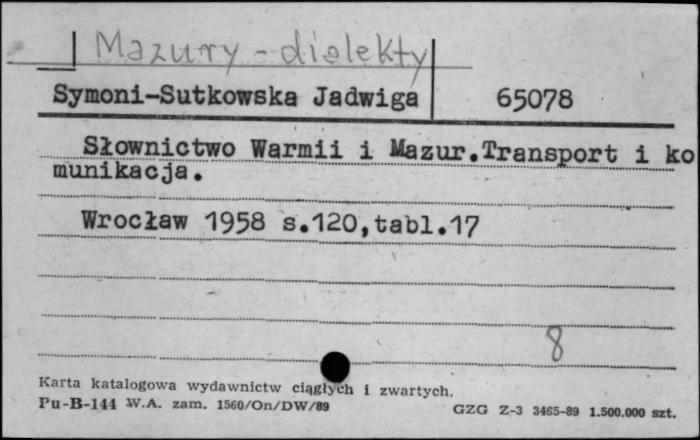 Mazury - dialekty
Symoni-Sutkowska Jadwiga 65078
Słownictwo Warmii i Mazur.Transport i ko
munikacja.
Wrocław 1958 s.120,tabl.17
8
Karta katalogowa wydawnictw ciągłych i zwartych.
Pu-B-144 W.A. zam. 1560/On/DW/89 GZG Z-3 3465-89 1.500.000 szt.